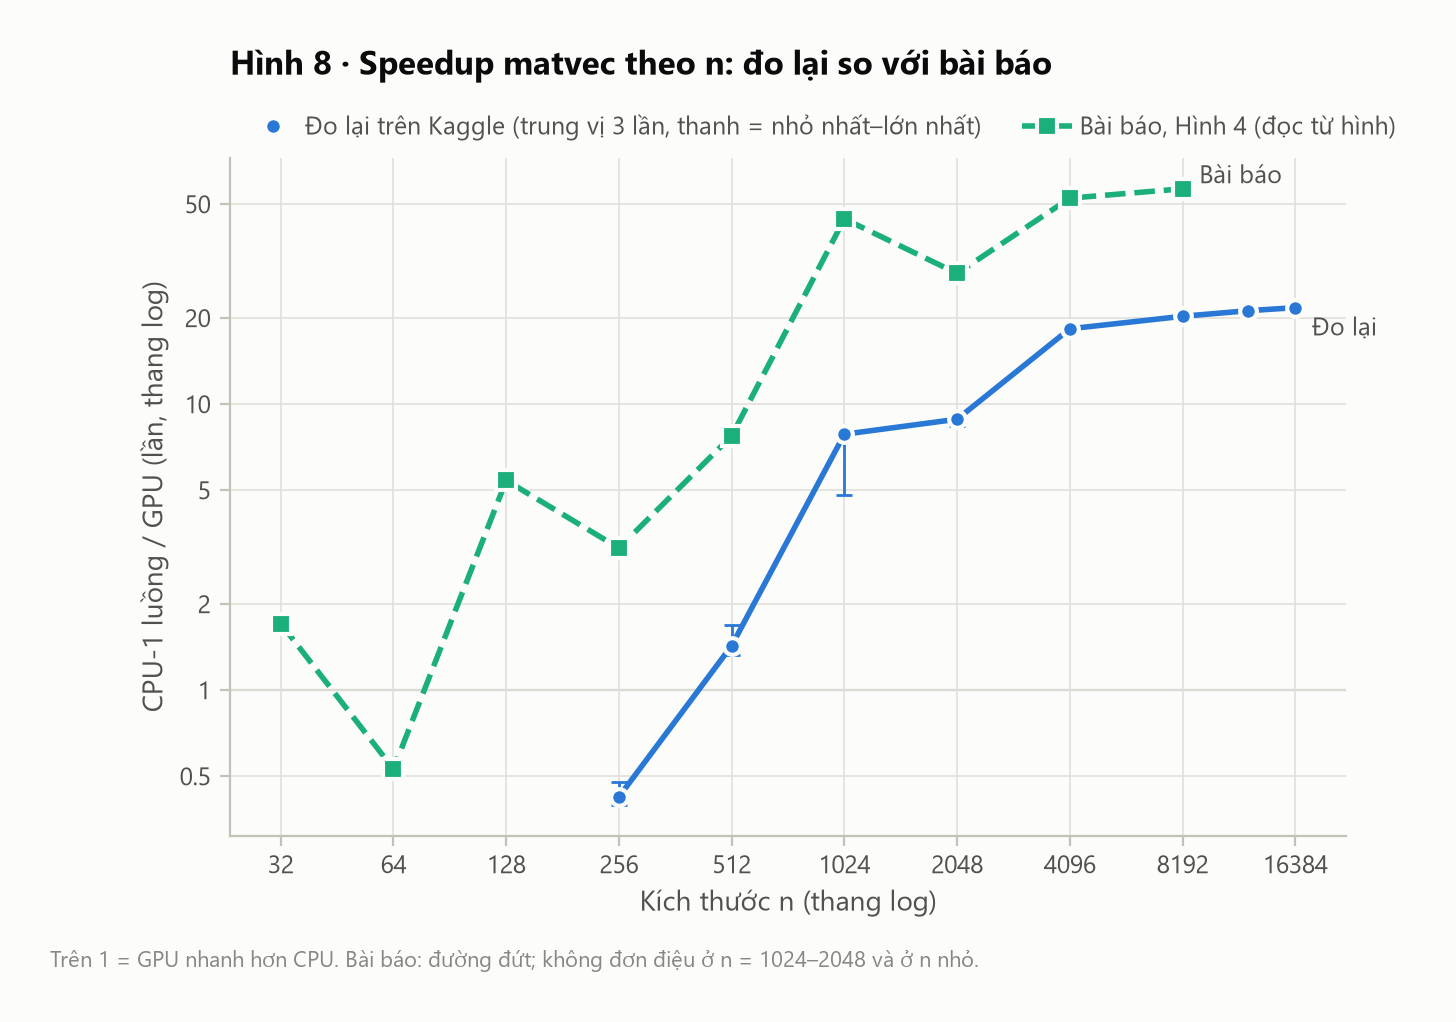 Hình 8 · Speedup matvec theo n: đo lại so với bài báo
Đo lại trên Kaggle (trung vị 3 lần, thanh = nhỏ nhất–lớn nhất)
Bài báo, Hình 4 (đọc từ hình)
Bài báo
Đo lại
CPU-1 luồng / GPU (lần, thang log)
50
20
10
5
2
1
0.5
32 64 128 256 512 1024 2048 4096 8192 16384
Kích thước n (thang log)
Trên 1 = GPU nhanh hơn CPU. Bài báo: đường đứt; không đơn điệu ở n = 1024–2048 và ở n nhỏ.